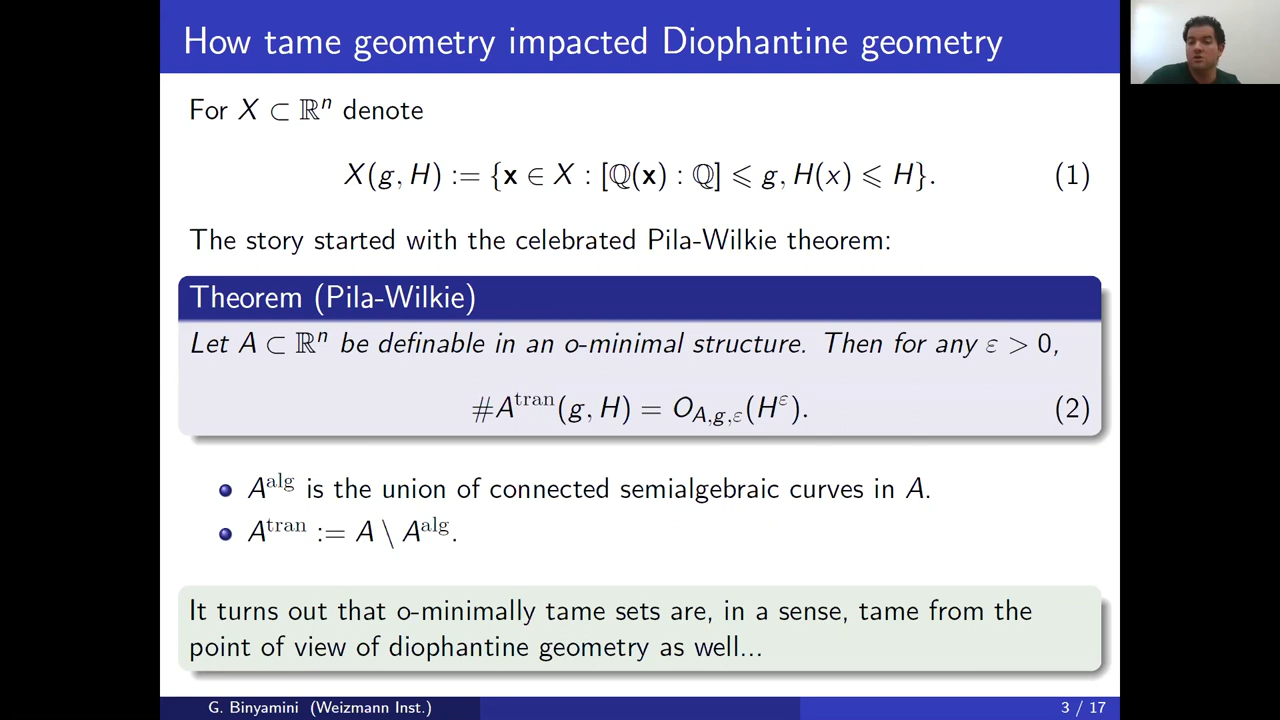 How tame geometry impacted Diophantine geometry
For X ⊂ ℝⁿ denote
X(g, H) := {𝐱 ∈ X : [ℚ(𝐱) : ℚ] ⩽ g, H(x) ⩽ H}. (1)
The story started with the celebrated Pila-Wilkie theorem:
Theorem (Pila-Wilkie)
Let A ⊂ ℝⁿ be definable in an o-minimal structure. Then for any ε > 0,
#A^tran(g, H) = O_{A,g,ε}(H^ε). (2)
A^alg is the union of connected semialgebraic curves in A.
A^tran := A \ A^alg.
It turns out that o-minimally tame sets are, in a sense, tame from the
point of view of diophantine geometry as well...
G. Binyamini (Weizmann Inst.) 3 / 17